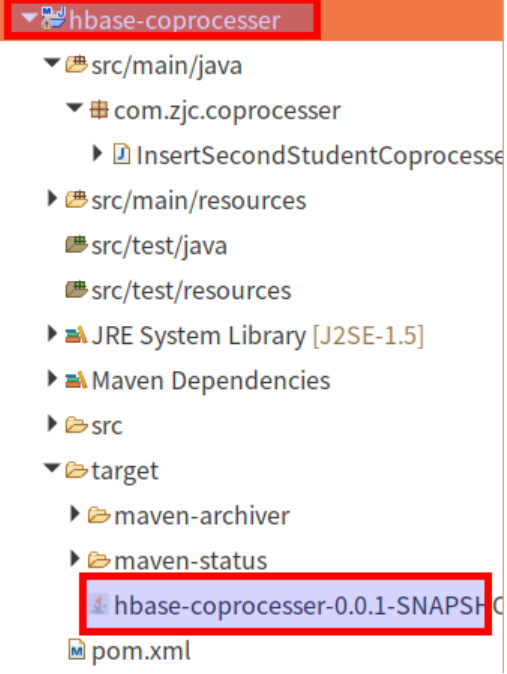 hbase-coprocesser
src/main/java
com.zjc.coprocesser
InsertSecondStudentCoprocesse
src/main/resources
src/test/java
src/test/resources
JRE System Library [J2SE-1.5]
Maven Dependencies
src
target
maven-archiver
maven-status
hbase-coprocesser-0.0.1-SNAPSHO
pom.xml